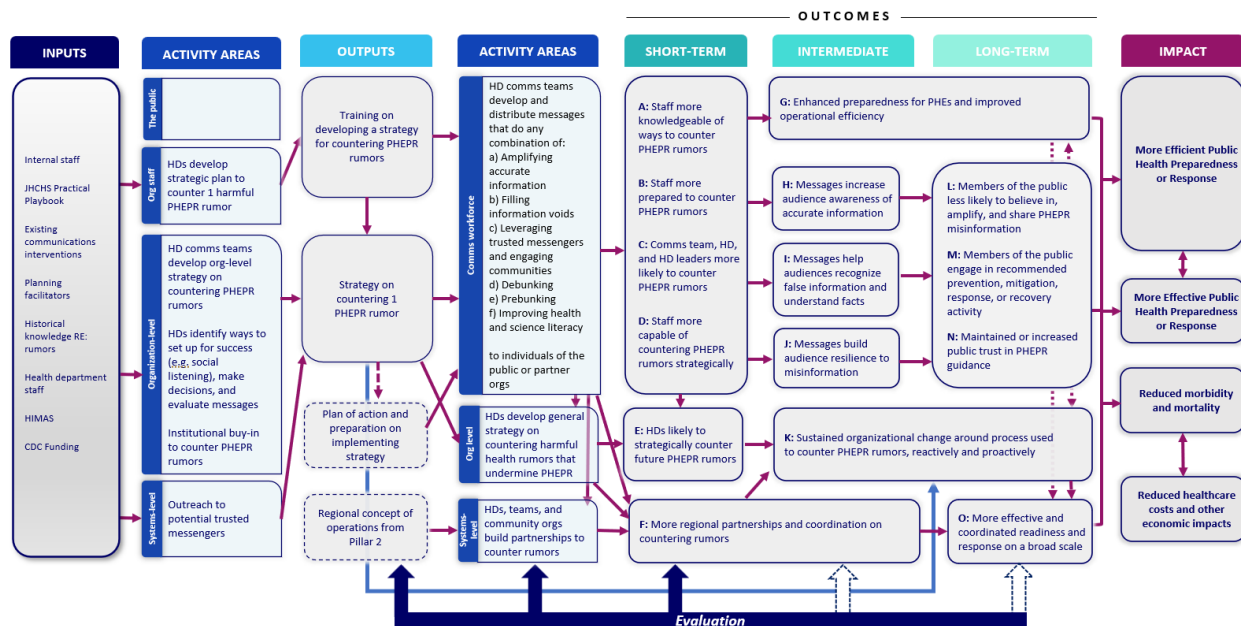 OUTCOMES
INPUTS
ACTIVITY AREAS
OUTPUTS
ACTIVITY AREAS
SHORT-TERM
INTERMEDIATE
LONG-TERM
IMPACT
Internal staff
JHCHS Practical
Playbook
Existing
communications
interventions
Planning
facilitators
Historical
knowledge RE:
rumors
Health department
staff
HIMAS
CDC Funding
The public
Org staff
HDs develop
strategic plan to
counter 1 harmful
PHEPR rumor
Organization-level
HD comms teams
develop org-level
strategy on
countering PHEPR
rumors
HDs identify ways to
set up for success
(e.g. social
listening), make
decisions, and
evaluate messages
Institutional buy-in
to counter PHEPR
rumors
Systems-level
Outreach to
potential trusted
messengers
Training on
developing a strategy
for countering PHEPR
rumors
Strategy on
countering 1
PHEPR rumor
Plan of action and
preparation on
implementing
strategy
Regional concept of
operations from
Pillar 2
Comms workforce
HD comms teams
develop and
distribute messages
that do any
combination of:
a) Amplifying
accurate
information
b) Filling
information voids
c) Leveraging
trusted messengers
and engaging
communities
d) Debunking
e) Prebunking
f) Improving health
and science literacy
to individuals of the
public or partner
orgs
Org level
HDs develop general
strategy on
countering harmful
health rumors that
undermine PHEPR
Systems-
level
HDs, teams, and
community orgs
build partnerships to
counter rumors
A: Staff more
knowledgeable of
ways to counter
PHEPR rumors
B: Staff more
prepared to counter
PHEPR rumors
C: Comms team, HD,
and HD leaders more
likely to counter
PHEPR rumors
D: Staff more
capable of
countering PHEPR
rumors strategically
E: HDs likely to
strategically counter
future PHEPR rumors
F: More regional partnerships and coordination on
countering rumors
G: Enhanced preparedness for PHEs and improved
operational efficiency
H: Messages increase
audience awareness of
accurate information
I: Messages help
audiences recognize
false information and
understand facts
J: Messages build
audience resilience to
misinformation
K: Sustained organizational change around process used
to counter PHEPR rumors, reactively and proactively
L: Members of the public
less likely to believe in,
amplify, and share PHEPR
misinformation
M: Members of the public
engage in recommended
prevention, mitigation,
response, or recovery
activity
N: Maintained or increased
public trust in PHEPR
guidance
O: More effective and
coordinated readiness and
response on a broad scale
More Efficient Public
Health Preparedness
or Response
More Effective Public
Health Preparedness
or Response
Reduced morbidity
and mortality
Reduced healthcare
costs and other
economic impacts
Evaluation